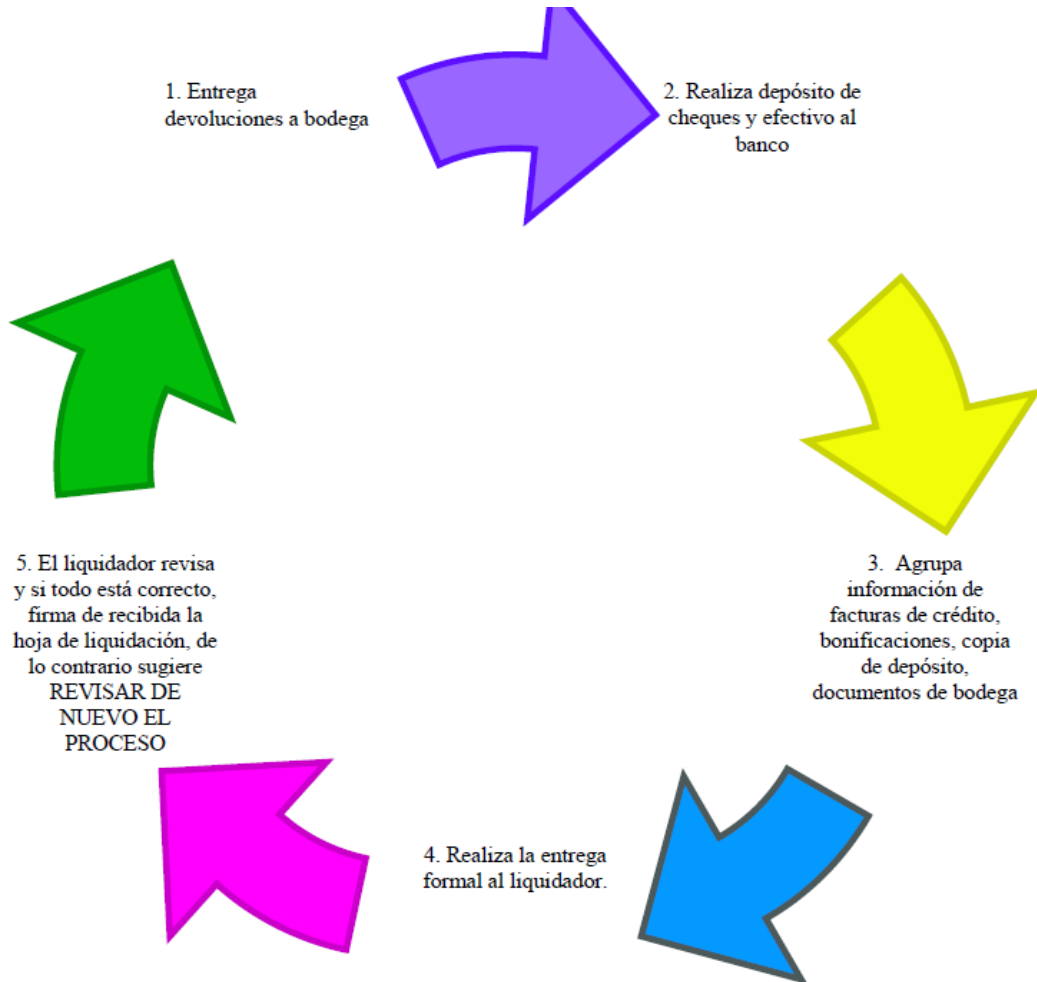 1. Entrega
devoluciones a bodega
2. Realiza depósito de
cheques y efectivo al
banco
3. Agrupa
información de
facturas de crédito,
bonificaciones, copia
de depósito,
documentos de bodega
4. Realiza la entrega
formal al liquidador.
5. El liquidador revisa
y si todo está correcto,
firma de recibida la
hoja de liquidación, de
lo contrario sugiere
REVISAR DE
NUEVO EL
PROCESO